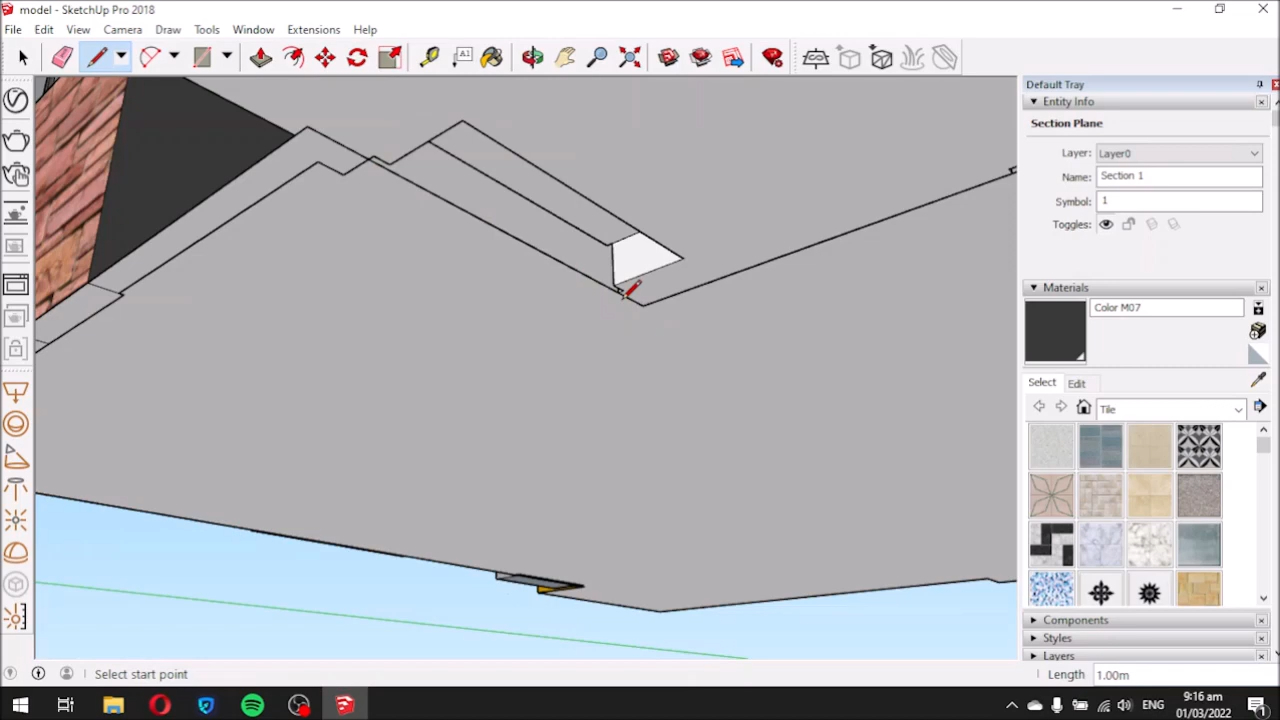 model - SketchUp Pro 2018
File Edit View Camera Draw Tools Window Extensions Help
A1
Default Tray
Entity Info
Section Plane
Layer: Layer0
Name: Section 1
Symbol: 1
Toggles:
Materials
Color M07
Select Edit
Tile
Components
Styles
Layers
Select start point
Length 1.00m
ENG
9:16 am
01/03/2022
1